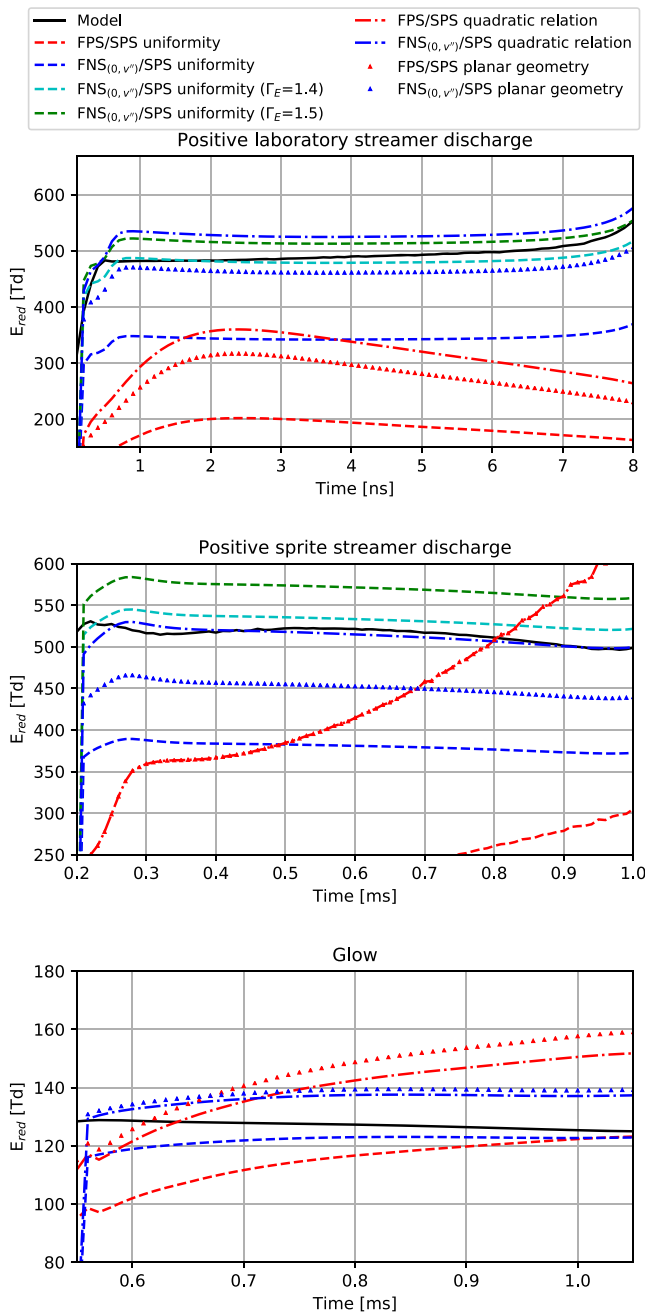 Model
FPS/SPS uniformity
FNS(0, v″)/SPS uniformity
FNS(0, v″)/SPS uniformity (ΓE=1.4)
FNS(0, v″)/SPS uniformity (ΓE=1.5)
FPS/SPS quadratic relation
FNS(0, v″)/SPS quadratic relation
FPS/SPS planar geometry
FNS(0, v″)/SPS planar geometry
Positive laboratory streamer discharge
Ered [Td]
600
500
400
300
200
1 2 3 4 5 6 7 8
Time [ns]
Positive sprite streamer discharge
Ered [Td]
600
550
500
450
400
350
300
250
0.2 0.3 0.4 0.5 0.6 0.7 0.8 0.9 1.0
Time [ms]
Glow
Ered [Td]
180
160
140
120
100
80
0.6 0.7 0.8 0.9 1.0
Time [ms]